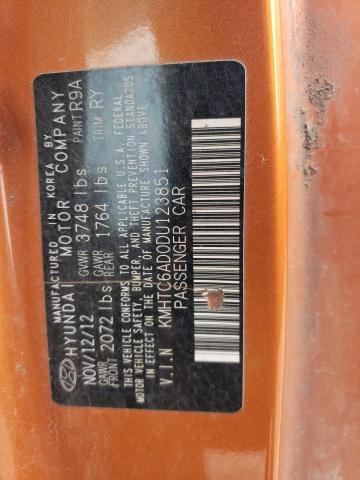 MANUFACTURED IN KOREA BY
HYUNDAI MOTOR COMPANY
NOV/12/12 GVWR 3748 lbs PAINT R9A
GAWR FRONT 2072 lbs GAWR REAR 1764 lbs TRIM RY
THIS VEHICLE CONFORMS TO ALL APPLICABLE U.S.A. FEDERAL
MOTOR VEHICLE SAFETY, BUMPER, AND THEFT PREVENTION STANDARDS
IN EFFECT ON THE DATE OF MANUFACTURE SHOWN ABOVE
V.I.N KMHTC6AD0DU123851
PASSENGER CAR